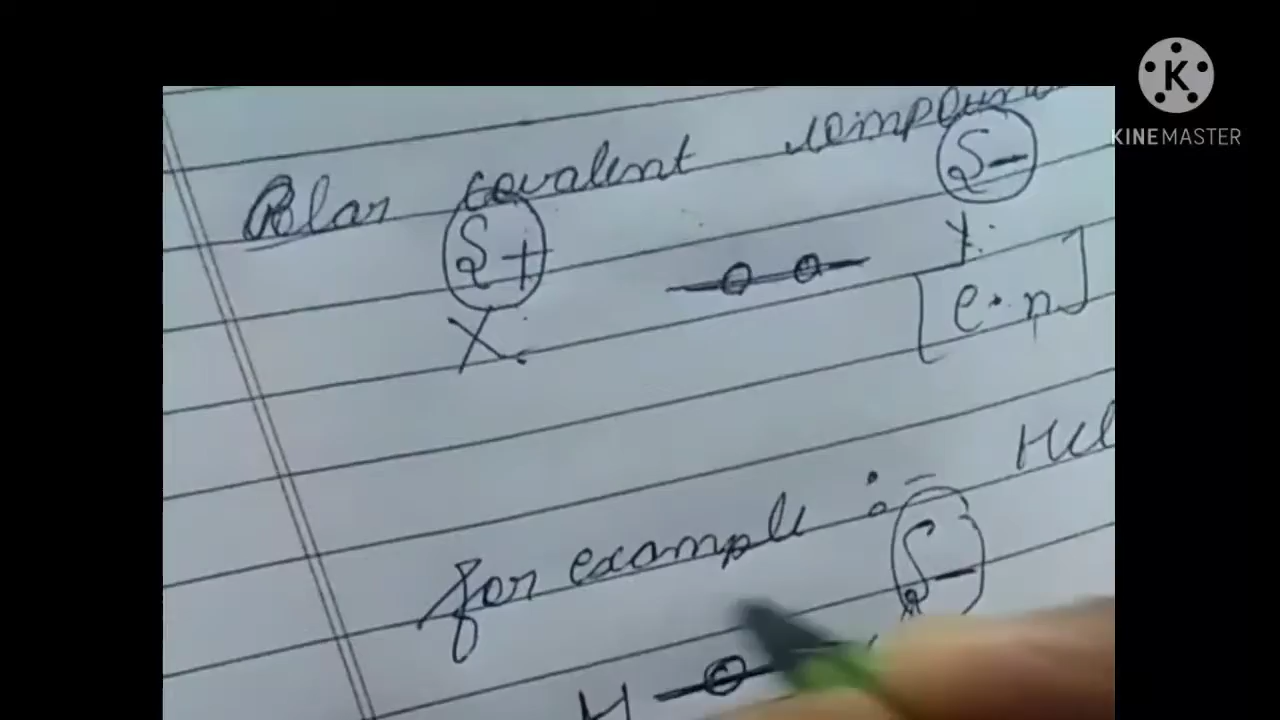 Polar covalent compound
δ+ δ-
X. Y.
[e.n]
for example :- HCl
δ-
H
K
KINEMASTER